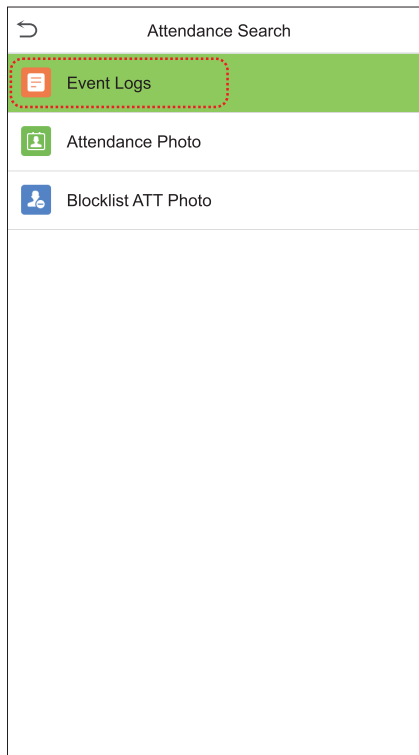 Attendance Search
Event Logs
Attendance Photo
Blocklist ATT Photo